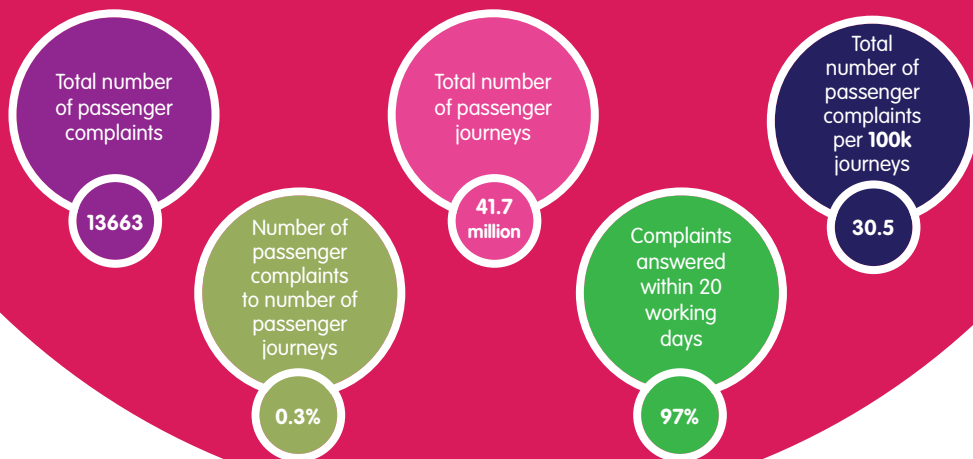 Total number
of passenger
complaints
13663
Number of
passenger
complaints
to number of
passenger
journeys
0.3%
Total number
of passenger
journeys
41.7
million
Complaints
answered
within 20
working
days
97%
Total
number of
passenger
complaints
per 100k
journeys
30.5